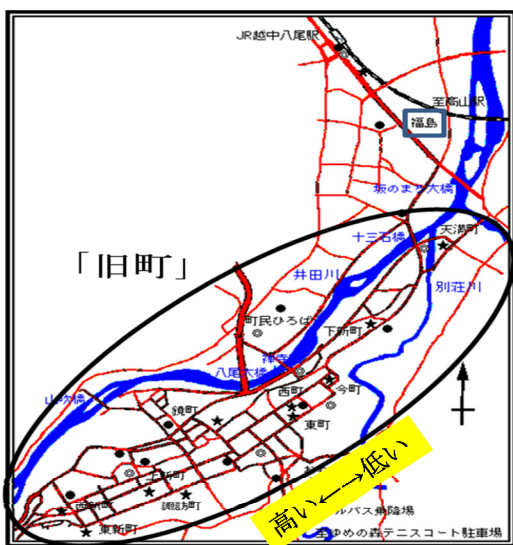 JR越中八尾駅
至高山駅
福島
坂のまち大橋
十三石橋
天満町
「旧町」
井田川
別荘川
町民ひろば
下新町
禅寺
八尾大橋
今町
西町
山吹橋
鏡町
東町
上新町
高い←→低い
西新町
諏訪町
バス乗降場
東新町
ゆめの森テニスコート駐車場